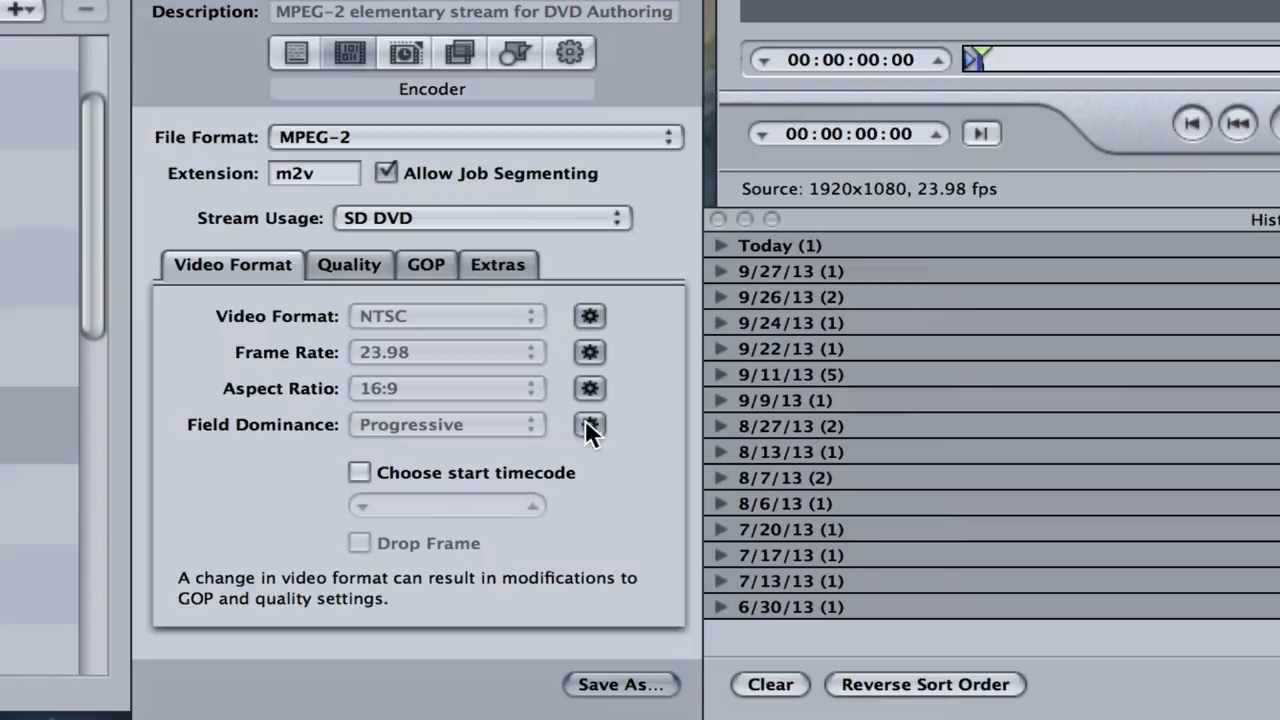 Description: MPEG-2 elementary stream for DVD Authoring
Encoder
File Format: MPEG-2
Extension: m2v Allow Job Segmenting
Stream Usage: SD DVD
Video Format Quality GOP Extras
Video Format: NTSC
Frame Rate: 23.98
Aspect Ratio: 16:9
Field Dominance: Progressive
Choose start timecode
Drop Frame
A change in video format can result in modifications to
GOP and quality settings.
Save As...
00:00:00:00
00:00:00:00
Source: 1920x1080, 23.98 fps
Hist
Today (1)
9/27/13 (1)
9/26/13 (2)
9/24/13 (1)
9/22/13 (1)
9/11/13 (5)
9/9/13 (1)
8/27/13 (2)
8/13/13 (1)
8/7/13 (2)
8/6/13 (1)
7/20/13 (1)
7/17/13 (1)
7/13/13 (1)
6/30/13 (1)
Clear Reverse Sort Order